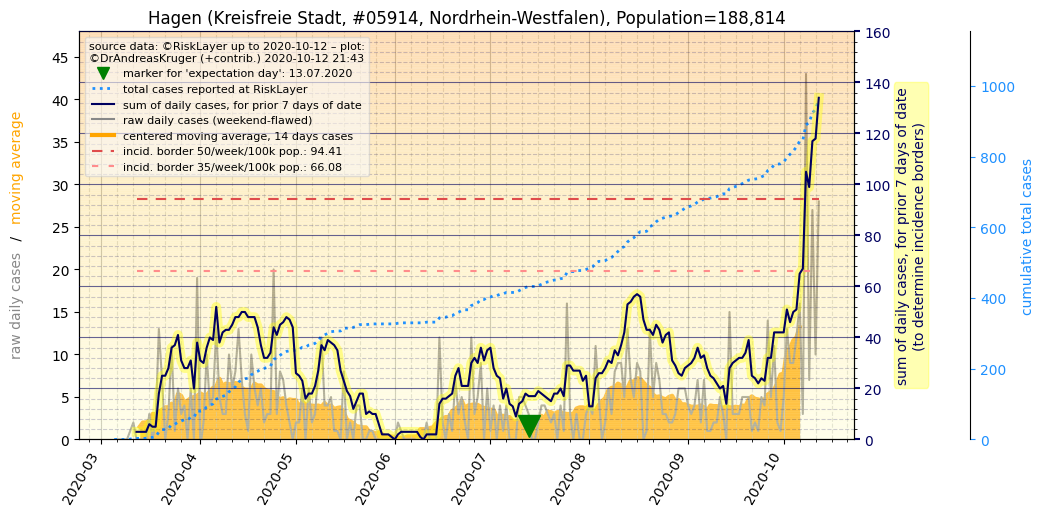 Hagen (Kreisfreie Stadt, #05914, Nordrhein-Westfalen), Population=188,814
source data: ©RiskLayer up to 2020-10-12 – plot:
©DrAndreasKruger (+contrib.) 2020-10-12 21:43
marker for 'expectation day': 13.07.2020
total cases reported at RiskLayer
sum of daily cases, for prior 7 days of date
raw daily cases (weekend-flawed)
centered moving average, 14 days cases
incid. border 50/week/100k pop.: 94.41
incid. border 35/week/100k pop.: 66.08
raw daily cases / moving average
45
40
35
30
25
20
15
10
5
0
160
140
120
100
80
60
40
20
0
sum of daily cases, for prior 7 days of date
(to determine incidence borders)
1000
800
600
400
200
0
cumulative total cases
2020-03
2020-04
2020-05
2020-06
2020-07
2020-08
2020-09
2020-10